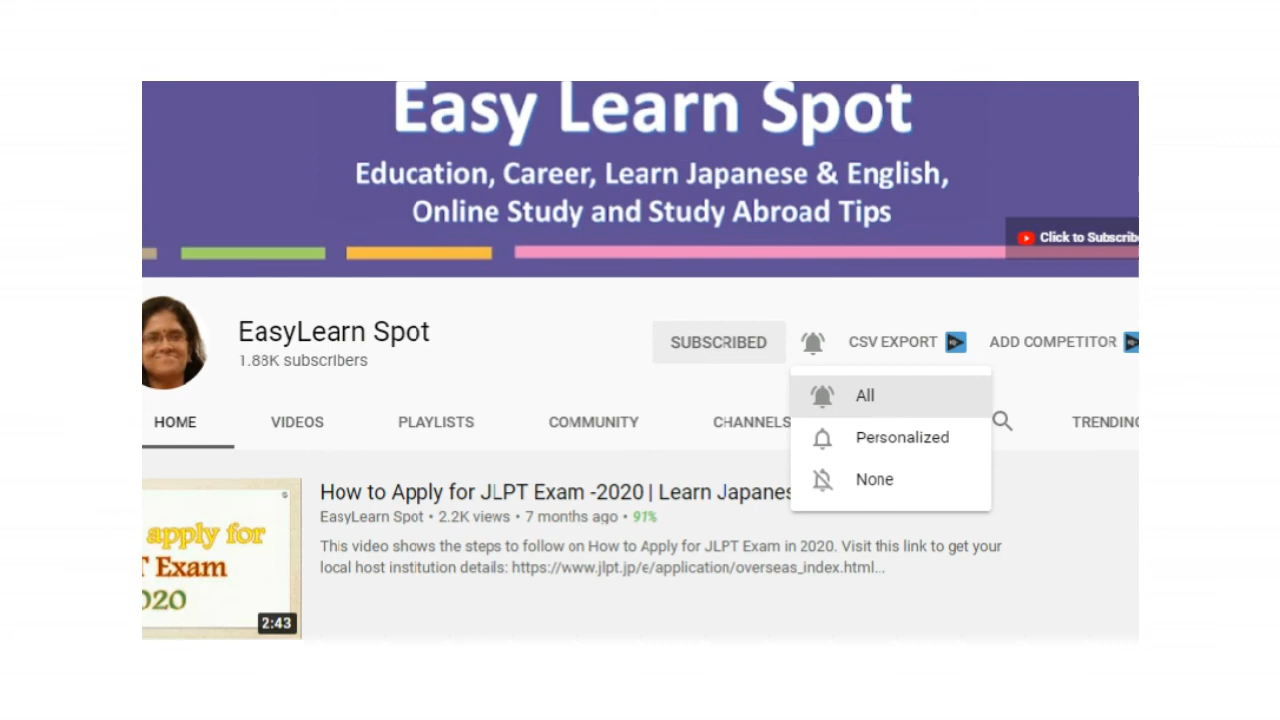 Easy Learn Spot
Education, Career, Learn Japanese & English,
Online Study and Study Abroad Tips
Click to Subscribe
EasyLearn Spot
1.88K subscribers
SUBSCRIBED
CSV EXPORT
ADD COMPETITOR
All
Personalized
None
HOME
VIDEOS
PLAYLISTS
COMMUNITY
CHANNELS
TRENDING
apply for
T Exam
2020
2:43
How to Apply for JLPT Exam -2020 | Learn Japanes
EasyLearn Spot • 2.2K views • 7 months ago • 91%
This video shows the steps to follow on How to Apply for JLPT Exam in 2020. Visit this link to get your
local host institution details: https://www.jlpt.jp/e/application/overseas_index.html...